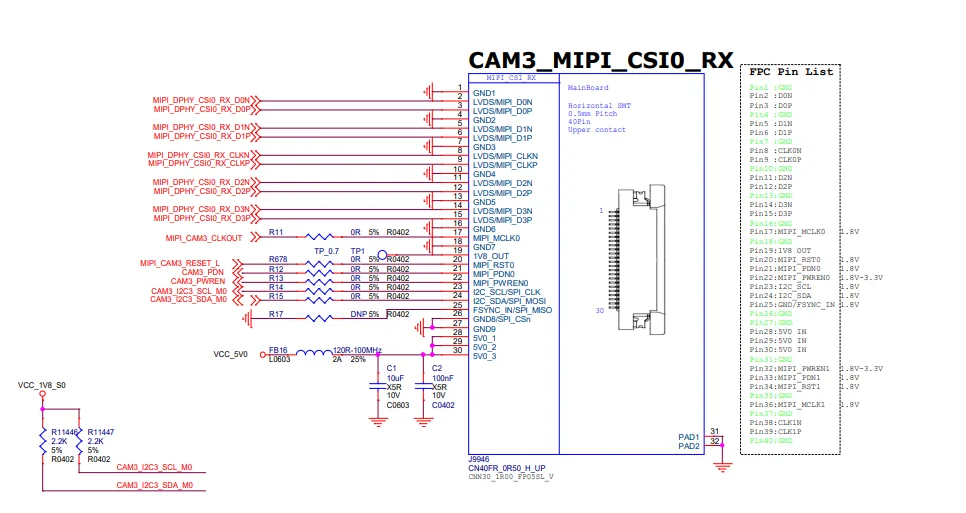 CAM3_MIPI_CSI0_RX
MIPI_CSI_RX
MainBoard
Horizontal SMT
0.5mm Pitch
40Pin
Upper contact
1
30
MIPI_DPHY_CSI0_RX_D0N
MIPI_DPHY_CSI0_RX_D0P
MIPI_DPHY_CSI0_RX_D1N
MIPI_DPHY_CSI0_RX_D1P
MIPI_DPHY_CSI0_RX_CLKN
MIPI_DPHY_CSI0_RX_CLKP
MIPI_DPHY_CSI0_RX_D2N
MIPI_DPHY_CSI0_RX_D2P
MIPI_DPHY_CSI0_RX_D3N
MIPI_DPHY_CSI0_RX_D3P
MIPI_CAM3_CLKOUT R11 0R 5% R0402
TP_0.7 TP1
MIPI_CAM3_RESET_L R678 0R 5% R0402
CAM3_PDN R12 0R 5% R0402
CAM3_PWREN R13 0R 5% R0402
CAM3_I2C3_SCL_M0 R14 0R 5% R0402
CAM3_I2C3_SDA_M0 R15 0R 5% R0402
R17 DNP 5% R0402
VCC_5V0 FB16 120R-100MHz
L0603 2A 25%
C1
10uF
X5R
10V
C0603
C2
100nF
X5R
10V
C0402
1 GND1
2 LVDS/MIPI_D0N
3 LVDS/MIPI_D0P
4 GND2
5 LVDS/MIPI_D1N
6 LVDS/MIPI_D1P
7 GND3
8 LVDS/MIPI_CLKN
9 LVDS/MIPI_CLKP
10 GND4
11 LVDS/MIPI_D2N
12 LVDS/MIPI_D2P
13 GND5
14 LVDS/MIPI_D3N
15 LVDS/MIPI_D3P
16 GND6
17 MIPI_MCLK0
18 GND7
19 1V8_OUT
20 MIPI_RST0
21 MIPI_PDN0
22 MIPI_PWREN0
23 I2C_SCL/SPI_CLK
24 I2C_SDA/SPI_MOSI
25 FSYNC_IN/SPI_MISO
26 GND8/SPI_CSn
27 GND9
28 5V0_1
29 5V0_2
30 5V0_3
PAD1 31
PAD2 32
J9946
CN40FR_0R50_H_UP
CNN30_1R00_FP05SL_V
VCC_1V8_S0
R11446
2.2K
5%
R0402
R11447
2.2K
5%
R0402
CAM3_I2C3_SCL_M0
CAM3_I2C3_SDA_M0
FPC Pin List
Pin1 :GND
Pin2 :D0N
Pin3 :D0P
Pin4 :GND
Pin5 :D1N
Pin6 :D1P
Pin7 :GND
Pin8 :CLK0N
Pin9 :CLK0P
Pin10:GND
Pin11:D2N
Pin12:D2P
Pin13:GND
Pin14:D3N
Pin15:D3P
Pin16:GND
Pin17:MIPI_MCLK0 1.8V
Pin18:GND
Pin19:1V8 OUT
Pin20:MIPI_RST0 1.8V
Pin21:MIPI_PDN0 1.8V
Pin22:MIPI_PWREN0 1.8V-3.3V
Pin23:I2C_SCL 1.8V
Pin24:I2C_SDA 1.8V
Pin25:GND/FSYNC_IN 1.8V
Pin26:GND
Pin27:GND
Pin28:5V0 IN
Pin29:5V0 IN
Pin30:5V0 IN
Pin31:GND
Pin32:MIPI_PWREN1 1.8V-3.3V
Pin33:MIPI_PDN1 1.8V
Pin34:MIPI_RST1 1.8V
Pin35:GND
Pin36:MIPI_MCLK1 1.8V
Pin37:GND
Pin38:CLK1N
Pin39:CLK1P
Pin40:GND